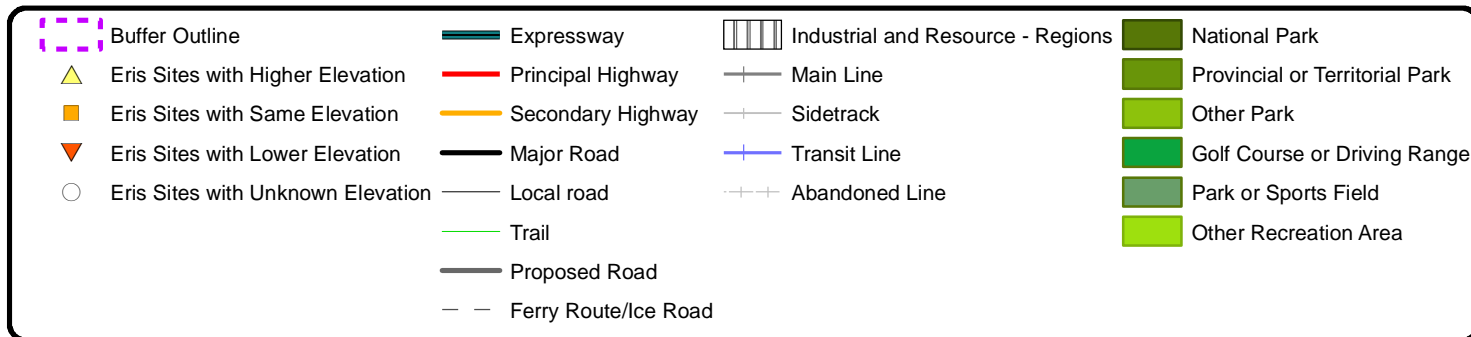 Buffer Outline
Eris Sites with Higher Elevation
Eris Sites with Same Elevation
Eris Sites with Lower Elevation
Eris Sites with Unknown Elevation
Expressway
Principal Highway
Secondary Highway
Major Road
Local road
Trail
Proposed Road
Ferry Route/Ice Road
Industrial and Resource - Regions
Main Line
Sidetrack
Transit Line
Abandoned Line
National Park
Provincial or Territorial Park
Other Park
Golf Course or Driving Range
Park or Sports Field
Other Recreation Area